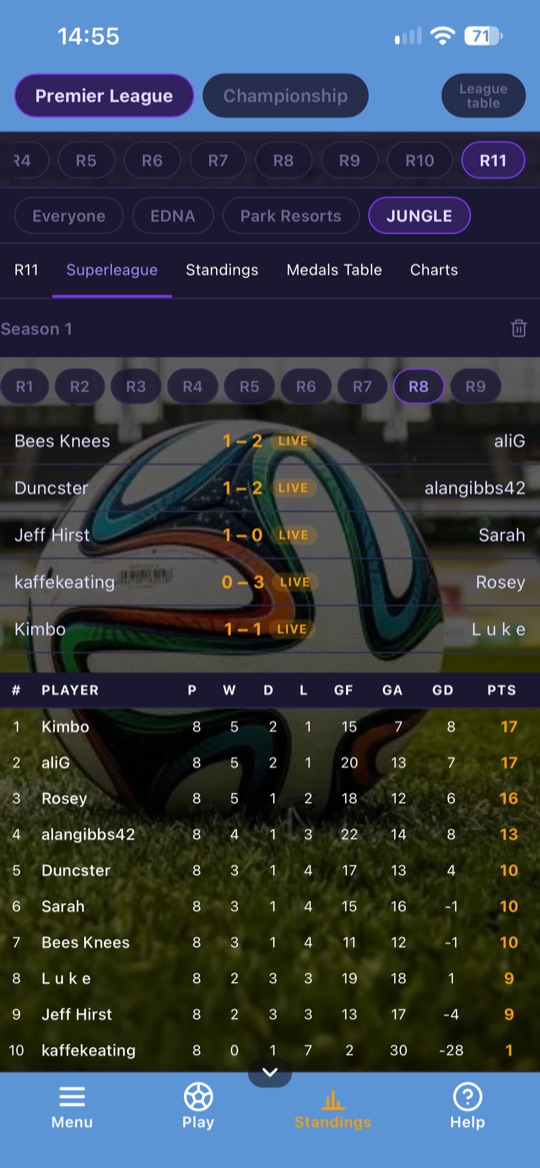 14:55 71
Premier League Championship League table
R4 R5 R6 R7 R8 R9 R10 R11
Everyone EDNA Park Resorts JUNGLE
R11 Superleague Standings Medals Table Charts
Season 1
R1 R2 R3 R4 R5 R6 R7 R8 R9
Bees Knees 1 – 2 LIVE aliG
Duncster 1 – 2 LIVE alangibbs42
Jeff Hirst 1 – 0 LIVE Sarah
kaffekeating 0 – 3 LIVE Rosey
Kimbo 1 – 1 LIVE L u k e
# PLAYER P W D L GF GA GD PTS
1 Kimbo 8 5 2 1 15 7 8 17
2 aliG 8 5 2 1 20 13 7 17
3 Rosey 8 5 1 2 18 12 6 16
4 alangibbs42 8 4 1 3 22 14 8 13
5 Duncster 8 3 1 4 17 13 4 10
6 Sarah 8 3 1 4 15 16 -1 10
7 Bees Knees 8 3 1 4 11 12 -1 10
8 L u k e 8 2 3 3 19 18 1 9
9 Jeff Hirst 8 2 3 3 13 17 -4 9
10 kaffekeating 8 0 1 7 2 30 -28 1
Menu Play Standings Help